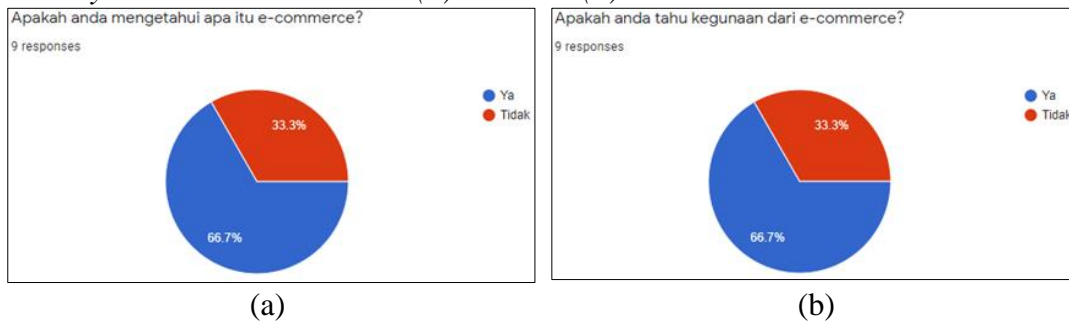 Apakah anda mengetahui apa itu e-commerce?
9 responses
Ya
Tidak
33.3%
66.7%
(a)
Apakah anda tahu kegunaan dari e-commerce?
9 responses
Ya
Tidak
33.3%
66.7%
(b)